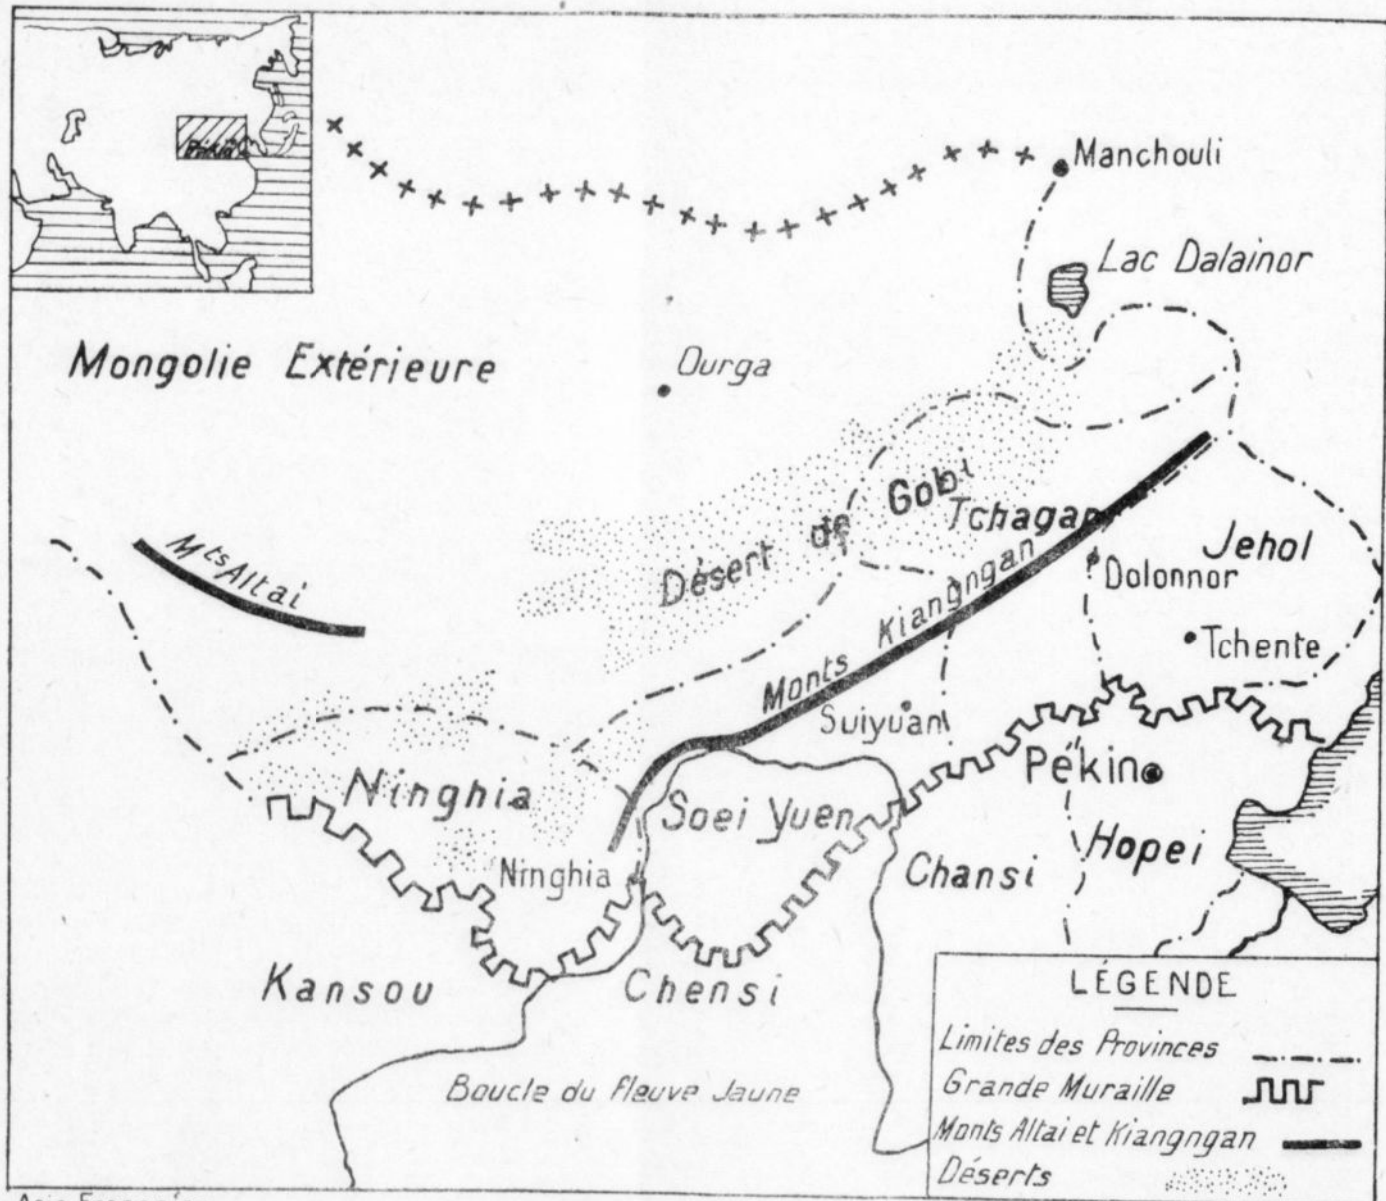 Pékin
Manchouli
Lac Dalainor
Mongolie Extérieure
Ourga
Désert de Gobi
Tchagar
Jehol
Mts Altai
Dolonnor
Monts Kiangngan
Tchente
Suiyuan
Pékin
Ninghia
Soei Yuen
Hopei
Ninghia
Chansi
Kansou
Chensi
Boucle du Fleuve Jaune
LÉGENDE
Limites des Provinces
Grande Muraille
Monts Altai et Kiangngan
Déserts